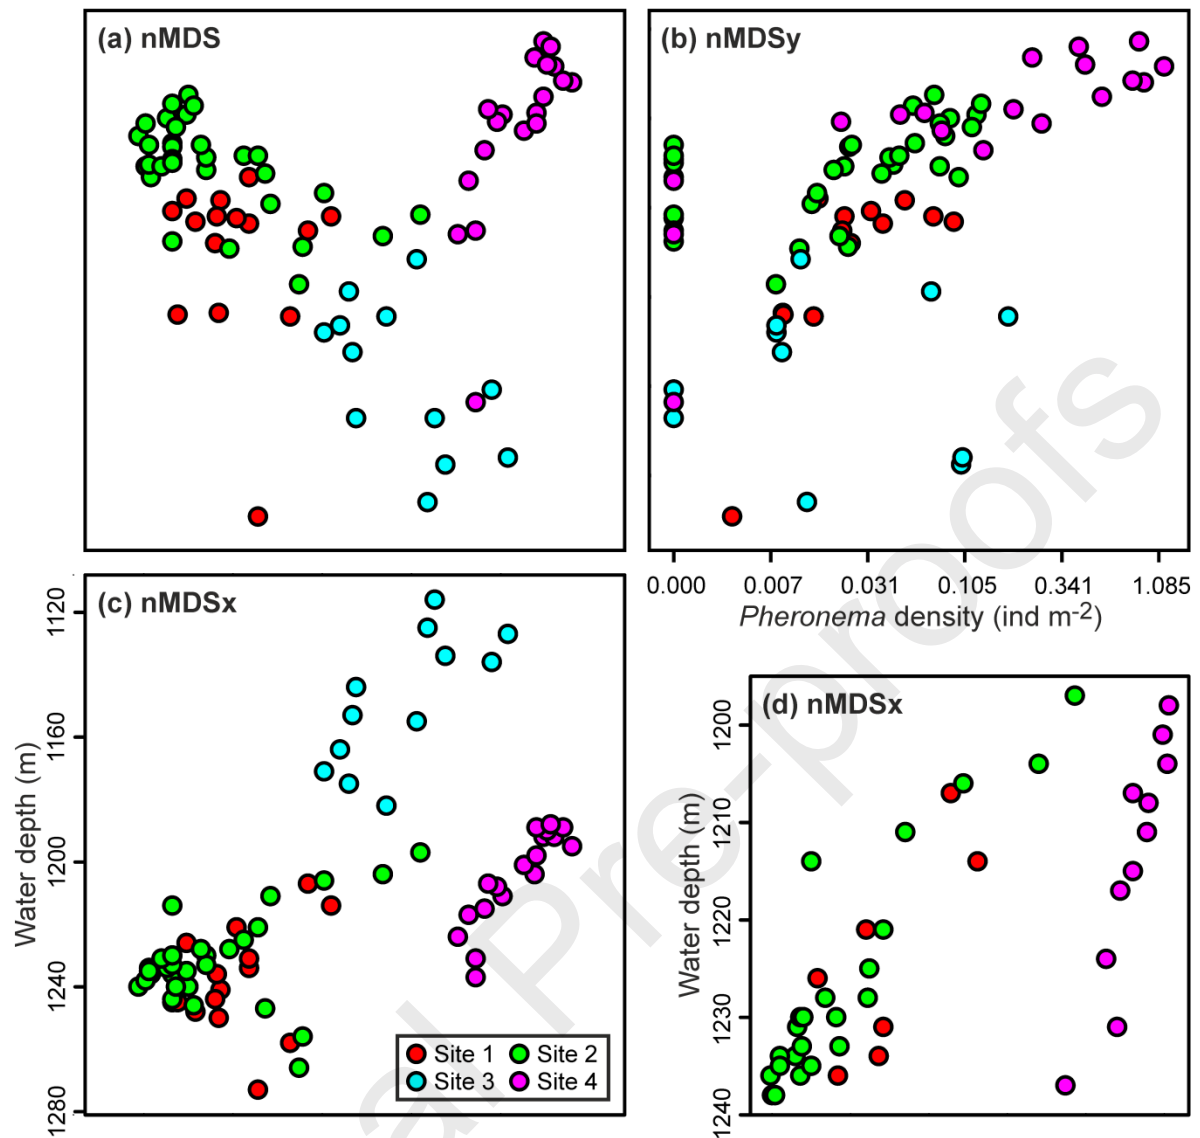 (a) nMDS
(b) nMDSy
0.000 0.007 0.031 0.105 0.341 1.085
Pheronema density (ind m-2)
(c) nMDSx
Water depth (m)
1120
1160
1200
1240
1280
Site 1 Site 2
Site 3 Site 4
(d) nMDSx
Water depth (m)
1200
1210
1220
1230
1240
al Pre-proofs